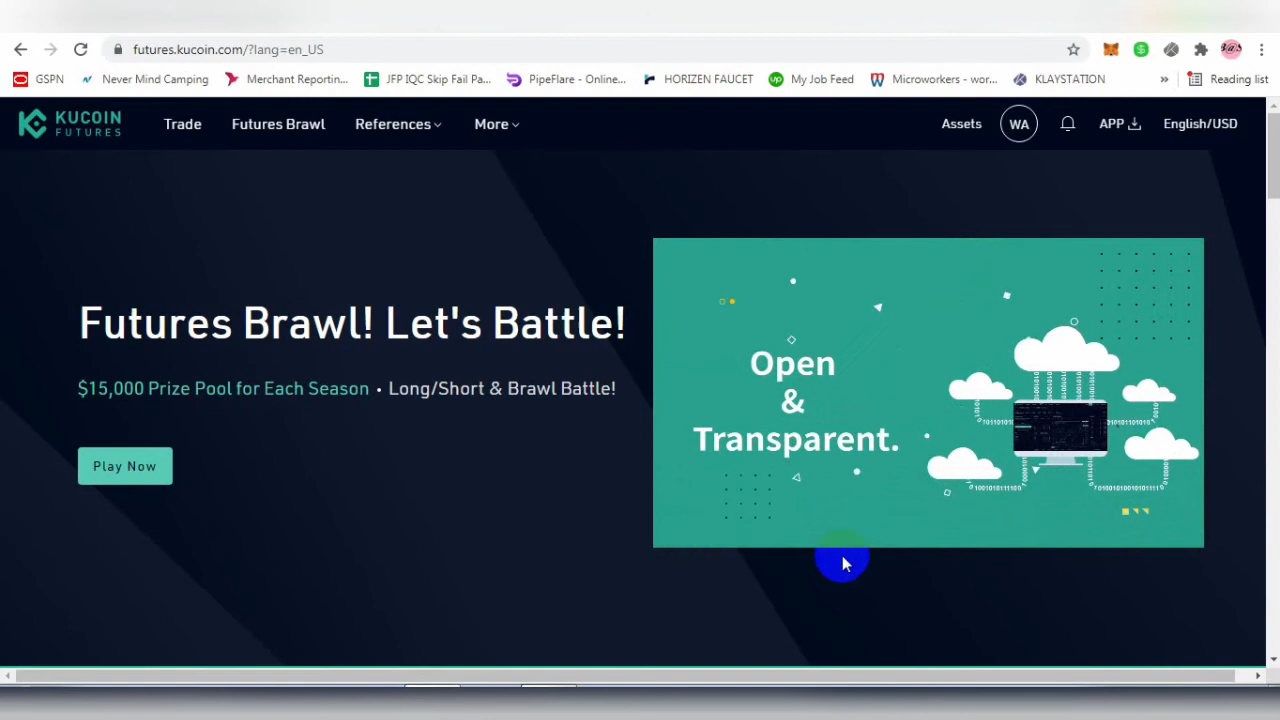 futures.kucoin.com/?lang=en_US
GSPN
Never Mind Camping
Merchant Reportin...
JFP IQC Skip Fail Pa...
PipeFlare - Online...
HORIZEN FAUCET
My Job Feed
Microworkers - wor...
KLAYSTATION
»
Reading list
KUCOIN
FUTURES
Trade
Futures Brawl
References
More
Assets
WA
APP
English/USD
Futures Brawl! Let's Battle!
$15,000 Prize Pool for Each Season • Long/Short & Brawl Battle!
Play Now
Open
&
Transparent.